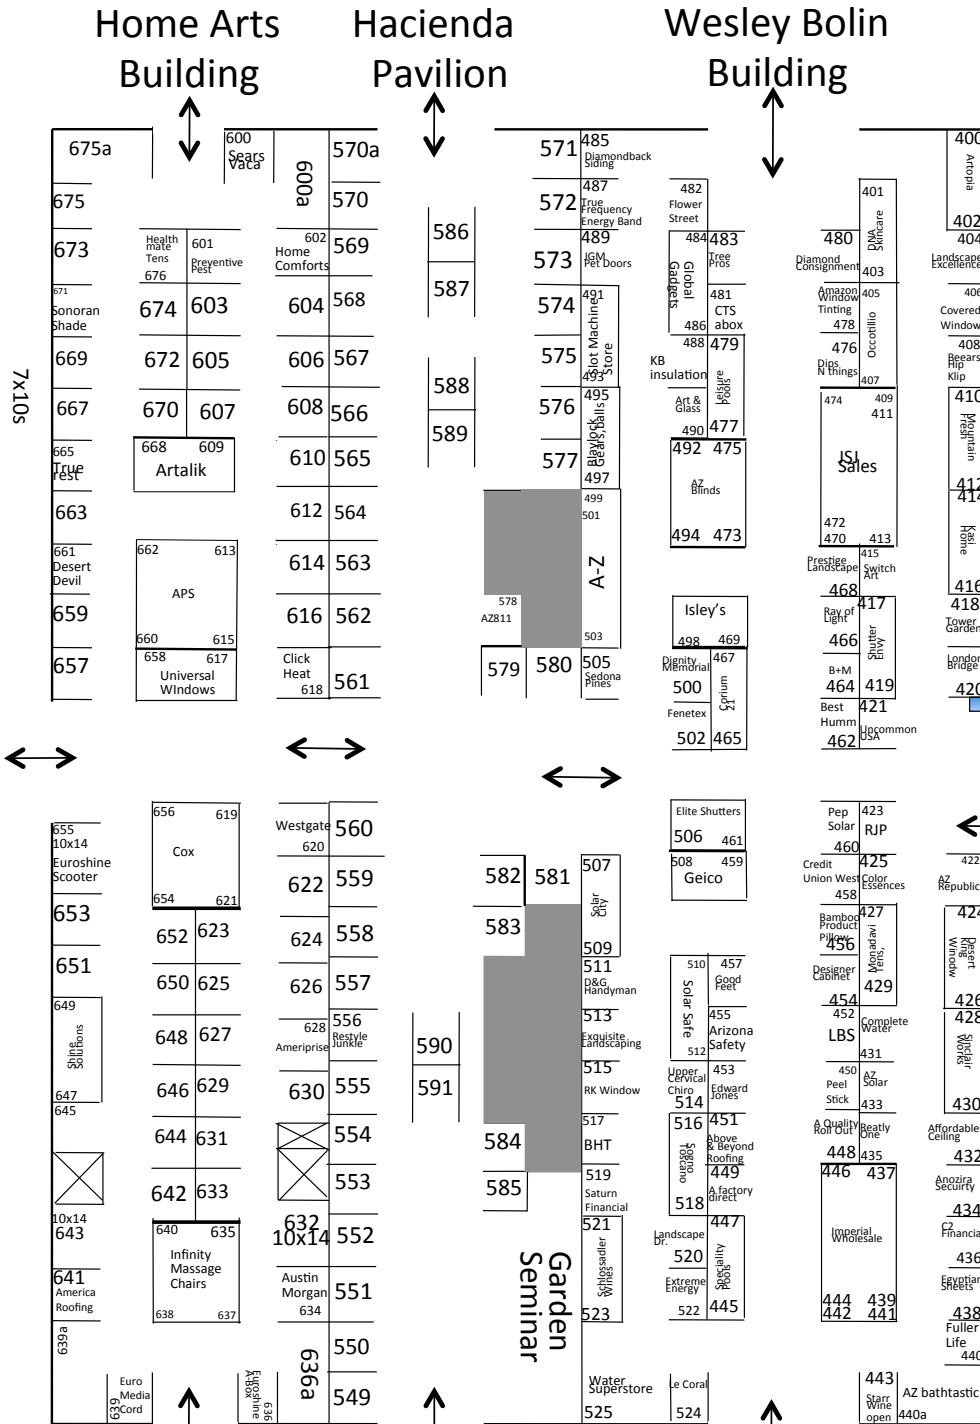 Home Arts
Building
Hacienda
Pavilion
Wesley Bolin
Building
7x10s
675a
675
673
671
Sonoran
Shade
669
667
665
True
rest
663
661
Desert
Devil
659
657
655
10x14
Euroshine
Scooter
653
651
649
Shine
Solutions
647
645
10x14
643
641
America
Roofing
639a
639
Euro
Media
Cord
600
Sears
Vaca
Health
mate
Tens
676
601
Preventive
Pest
674
603
672
605
670
607
668
609
Artalik
662
613
APS
660
615
658
617
Universal
WIndows
656
619
Cox
654
621
652
623
650
625
648
627
646
629
644
631
642
633
640
635
Infinity
Massage
Chairs
638
637
Euroshine
A-Box
636
600a
602
Home
Comforts
604
606
608
610
612
614
616
Click
Heat
618
Westgate
620
622
624
626
628
Ameriprise
630
632
10x14
Austin
Morgan
634
636a
570a
570
569
568
567
566
565
564
563
562
561
560
559
558
557
556
Restyle
Junkie
555
554
553
552
551
550
549
586
587
588
589
590
591
571
572
573
574
575
576
577
578
AZ811
579
580
582
581
583
584
585
Garden
Seminar
485
Diamondback
Siding
487
True
Frequency
Energy Band
489
JGM
Pet Doors
491
Slot Machine
Store
493
495
Blaylock
Gears,balls
497
499
501
A-Z
503
505
Sedona
Pines
507
Solar
City
509
511
D&G
Handyman
513
Exquisite
Landscaping
515
RK Window
517
BHT
519
Saturn
Financial
521
Schlossadler
Wines
523
Water
Superstore
525
482
Flower
Street
484
Global
Gadgets
486
483
Tree
Pros
481
CTS
abox
488
KB
insulation
479
Leisure
Pools
477
Art &
Glass
490
492
475
AZ
Blinds
494
473
Isley's
498
469
Dignity
Memorial
500
467
Corium
21
Fenetex
502
465
Elite Shutters
506
461
508
459
Geico
510
Solar Safe
512
457
Good
Feet
455
Arizona
Safety
Upper
Cervical
Chiro
514
453
Edward
Jones
516
Sogno
Toscano
518
451
Above
& Beyond
Roofing
449
A factory
direct
Landscape
Dr.
520
447
Speciality
Pools
445
Extreme
Energy
522
Le Coral
524
401
DNA
Skincare
403
480
Diamond
Consignment
Amazon
Window
Tinting
478
405
Occotillio
407
476
Dips
N things
474
409
411
JSJ
Sales
472
470
413
Prestige
Landscape
468
415
Switch
Art
Ray of
Light
466
417
Shutter
Envy
419
B+M
464
Best
Humm
462
421
Uncommon
USA
Pep
Solar
460
423
RJP
Credit
Union West
458
425
Color
Essences
Bamboo
Product
Pillow
456
427
Monadavi
Tens,
429
Designer
Cabinet
454
452
LBS
Complete
Water
431
450
Peel
Stick
AZ
Solar
433
A Quality
Roll Out
448
Reatly
One
435
446
437
Imperial
Wholesale
444
439
442
441
443
Starr
Wine
open
AZ bathtastic
440a
400
Artopia
402
404
Landscape
Excellence
406
Covered
Window
408
Beears
Hip
Klip
410
Mountain
Fresh
412
414
Kasi
Home
416
418
Tower
Garden
London
Bridge
420
422
AZ
Republic
424
Desert
King
Winodw
426
428
Sinclair
Works
430
Affordable
Ceiling
432
Anozira
Secuirty
434
C2
Financia
436
Egyptian
Sheets
438
Fuller
Life
440